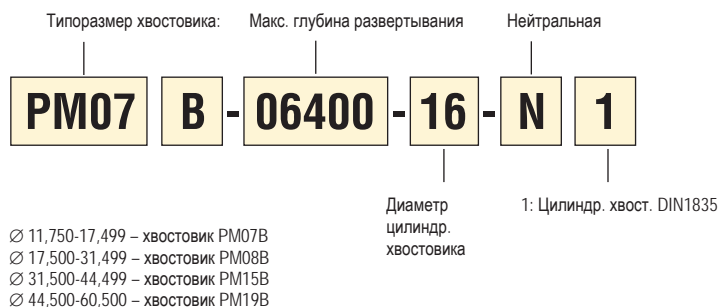 Типоразмер хвостовика: Макс. глубина развертывания Нейтральная
PM07 B - 06400 - 16 - N 1
Диаметр
цилиндр.
хвостовика
1: Цилиндр. хвост. DIN1835
∅ 11,750-17,499 – хвостовик PM07B
∅ 17,500-31,499 – хвостовик PM08B
∅ 31,500-44,499 – хвостовик PM15B
∅ 44,500-60,500 – хвостовик PM19B